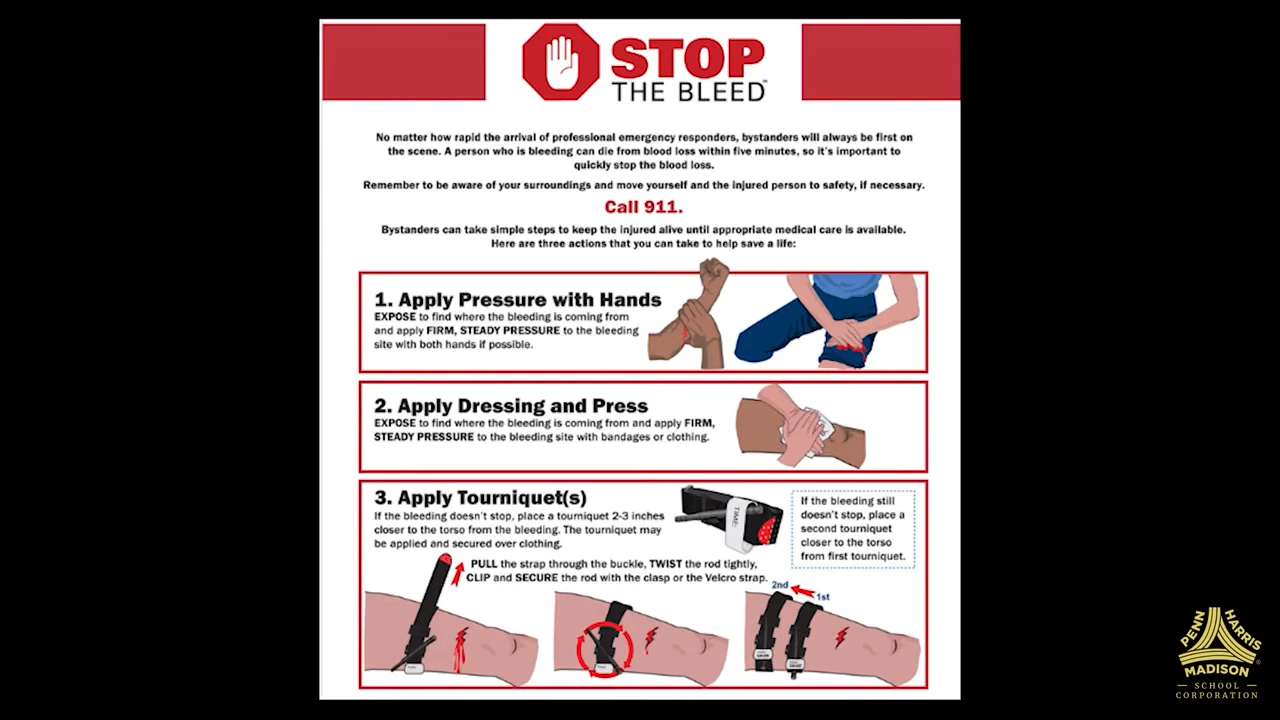 STOP
THE BLEED™
No matter how rapid the arrival of professional emergency responders, bystanders will always be first on
the scene. A person who is bleeding can die from blood loss within five minutes, so it's important to
quickly stop the blood loss.
Remember to be aware of your surroundings and move yourself and the injured person to safety, if necessary.
Call 911.
Bystanders can take simple steps to keep the injured alive until appropriate medical care is available.
Here are three actions that you can take to help save a life:
1. Apply Pressure with Hands
EXPOSE to find where the bleeding is coming from
and apply FIRM, STEADY PRESSURE to the bleeding
site with both hands if possible.
2. Apply Dressing and Press
EXPOSE to find where the bleeding is coming from and apply FIRM,
STEADY PRESSURE to the bleeding site with bandages or clothing.
3. Apply Tourniquet(s)
If the bleeding doesn't stop, place a tourniquet 2-3 inches
closer to the torso from the bleeding. The tourniquet may
be applied and secured over clothing.
TIME:
If the bleeding still
doesn't stop, place a
second tourniquet
closer to the torso
from first tourniquet.
PULL the strap through the buckle, TWIST the rod tightly,
CLIP and SECURE the rod with the clasp or the Velcro strap.
2nd
1st
PENN HARRIS
MADISON
SCHOOL
CORPORATION